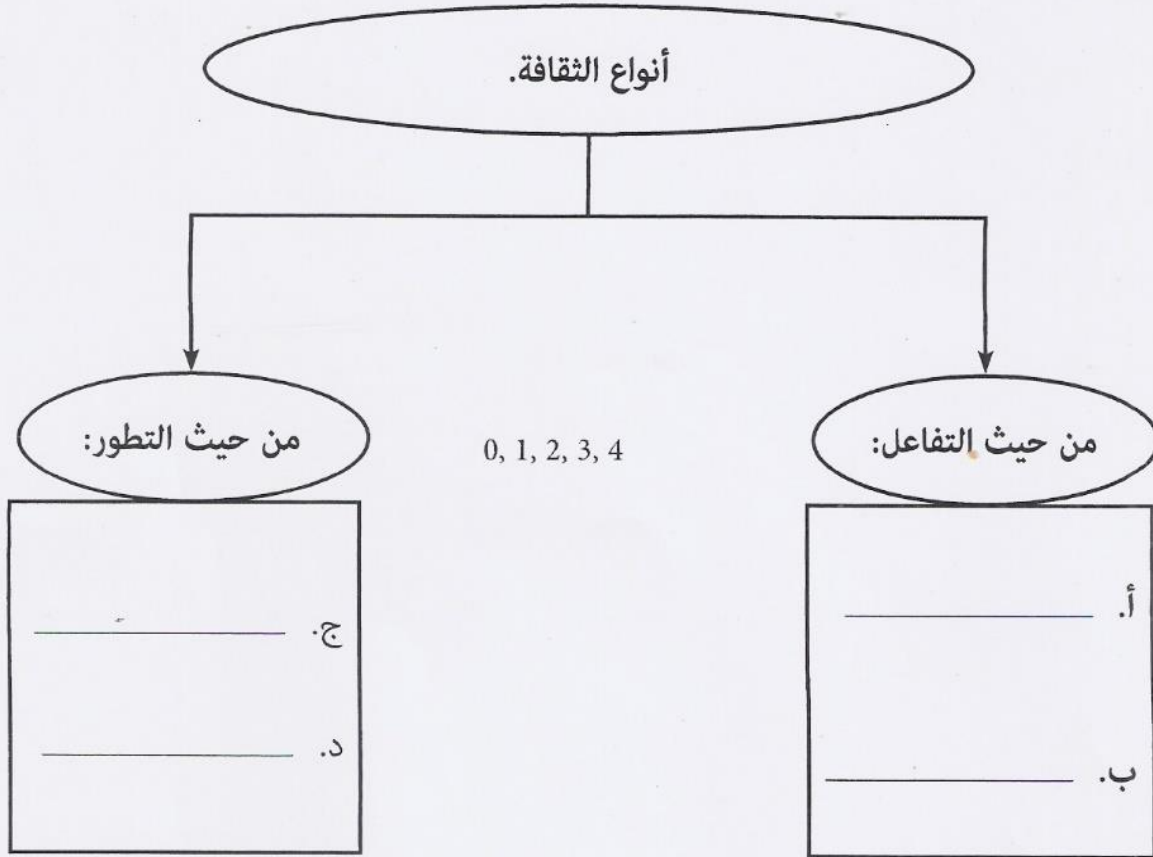 أنواع الثقافة.
من حيث التفاعل:
من حيث التطور:
0, 1, 2, 3, 4
أ.
ب.
ج.
د.